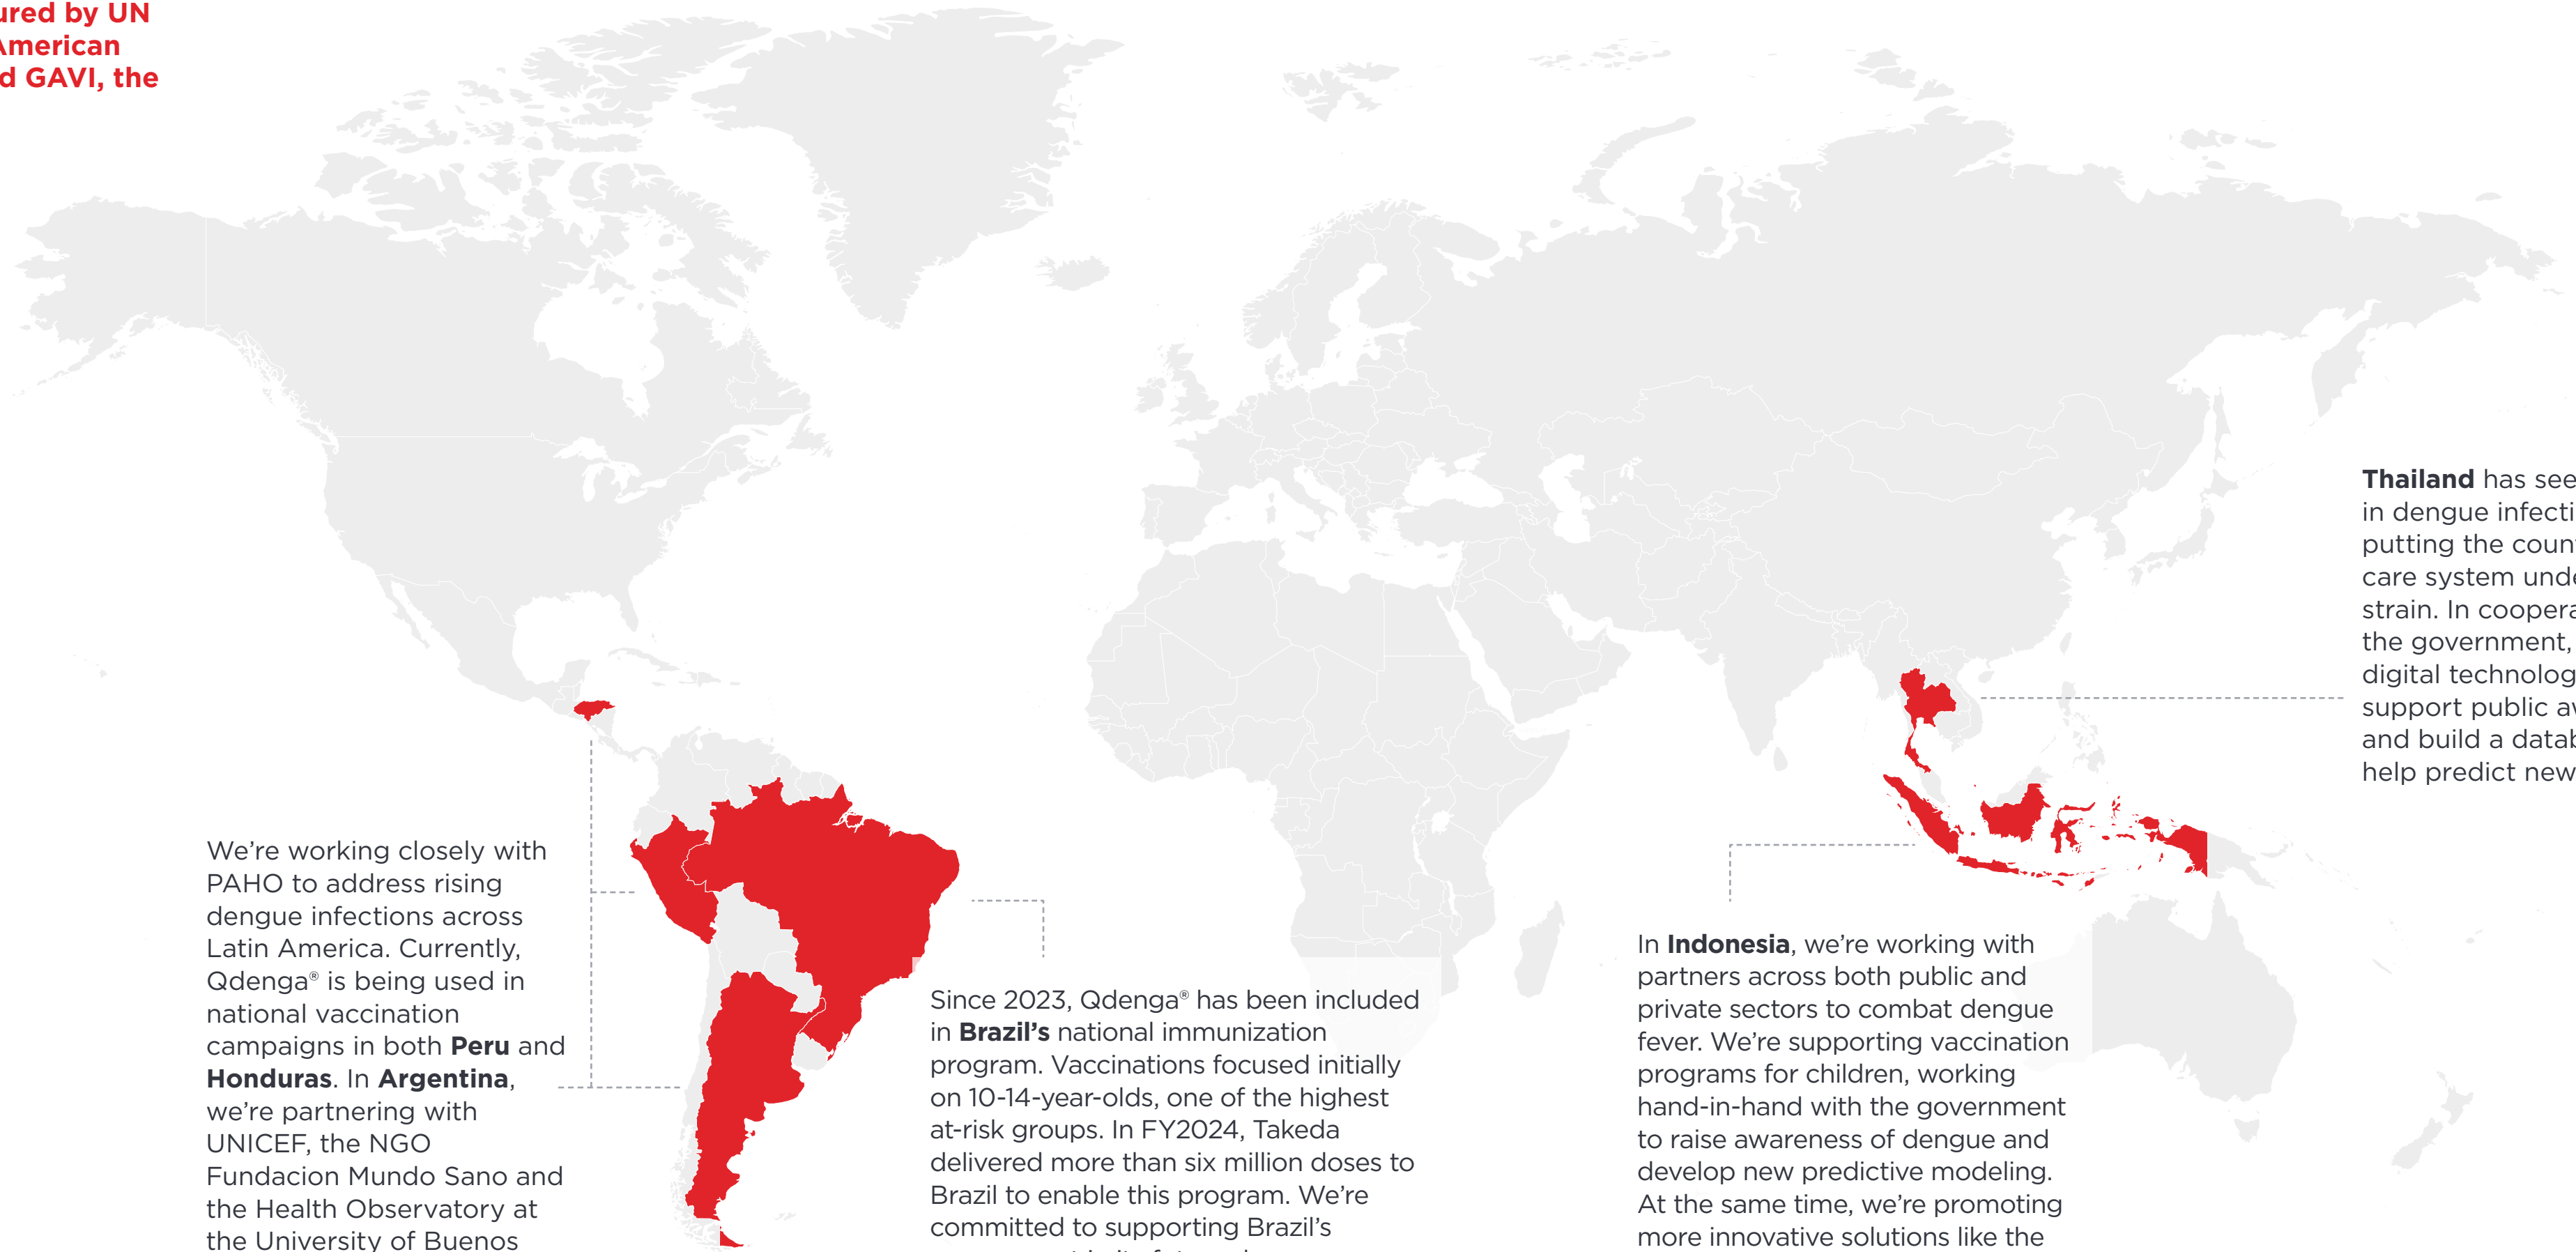 ured by UN
American
d GAVI, the
Thailand has see
in dengue infecti
putting the coun
care system unde
strain. In coopera
the government,
digital technolog
support public aw
and build a datab
help predict new
We're working closely with
PAHO to address rising
dengue infections across
Latin America. Currently,
Qdenga® is being used in
national vaccination
campaigns in both Peru and
Honduras. In Argentina,
we're partnering with
UNICEF, the NGO
Fundacion Mundo Sano and
the Health Observatory at
the University of Buenos
Since 2023, Qdenga® has been included
in Brazil's national immunization
program. Vaccinations focused initially
on 10-14-year-olds, one of the highest
at-risk groups. In FY2024, Takeda
delivered more than six million doses to
Brazil to enable this program. We're
committed to supporting Brazil's
In Indonesia, we're working with
partners across both public and
private sectors to combat dengue
fever. We're supporting vaccination
programs for children, working
hand-in-hand with the government
to raise awareness of dengue and
develop new predictive modeling.
At the same time, we're promoting
more innovative solutions like the